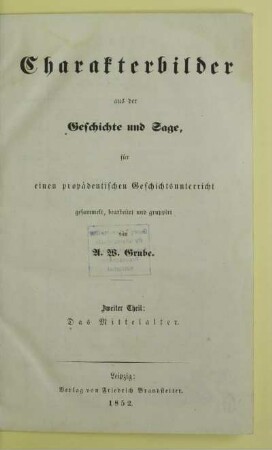 Charakterbilder
aus der
Geschichte und Sage,
für
einen propädeutischen Geschichtsunterricht
gesammelt, bearbeitet und gruppirt
von
A. W. Grube.
Zweiter Theil:
Das Mittelalter.
Leipzig:
Verlag von Friedrich Brandstetter.
1852.